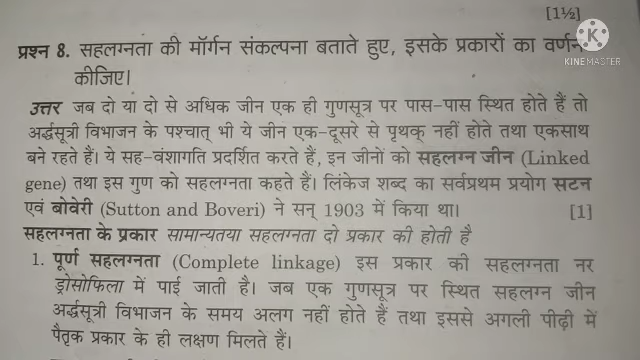 [1½]
प्रश्न 8. सहलग्नता की मॉर्गन संकल्पना बताते हुए, इसके प्रकारों का वर्णन
कीजिए।
KINEMASTER
उत्तर जब दो या दो से अधिक जीन एक ही गुणसूत्र पर पास-पास स्थित होते हैं तो
अर्द्धसूत्री विभाजन के पश्चात् भी ये जीन एक-दूसरे से पृथक् नहीं होते तथा एकसाथ
बने रहते हैं। ये सह-वंशागति प्रदर्शित करते हैं, इन जीनों को सहलग्न जीन (Linked
gene) तथा इस गुण को सहलग्नता कहते हैं। लिंकेज शब्द का सर्वप्रथम प्रयोग सटन
एवं बोवेरी (Sutton and Boveri) ने सन् 1903 में किया था। [1]
सहलग्नता के प्रकार सामान्यतया सहलग्नता दो प्रकार की होती है
1. पूर्ण सहलग्नता (Complete linkage) इस प्रकार की सहलग्नता नर
ड्रोसोफिला में पाई जाती है। जब एक गुणसूत्र पर स्थित सहलग्न जीन
अर्द्धसूत्री विभाजन के समय अलग नहीं होते हैं तथा इससे अगली पीढ़ी में
पैतृक प्रकार के ही लक्षण मिलते हैं।